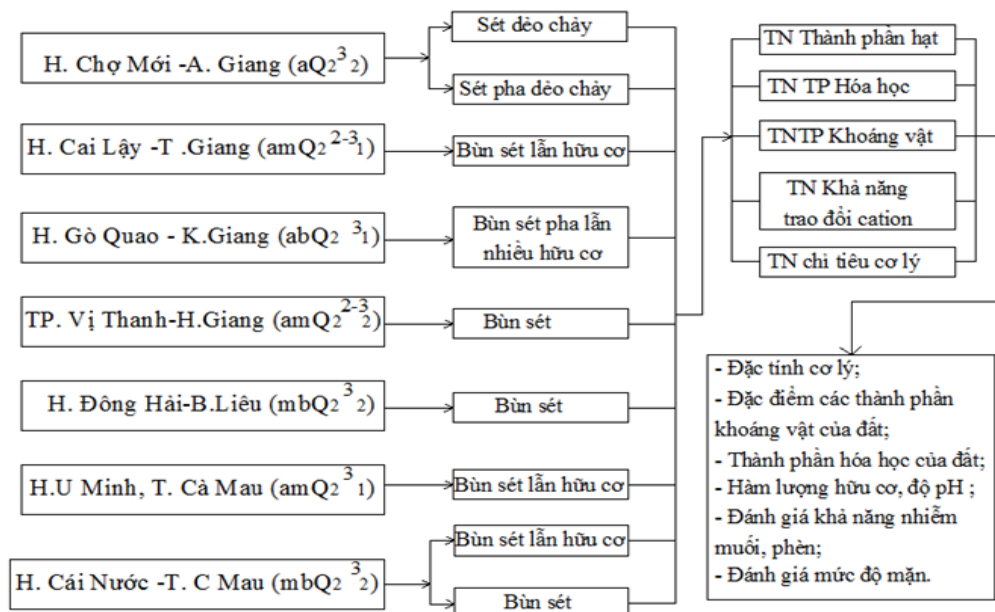 H. Chợ Mới -A. Giang (aQ2³2)
Sét dẻo chảy
Sét pha dẻo chảy
H. Cai Lậy -T .Giang (amQ2²⁻³1)
Bùn sét lẫn hữu cơ
H. Gò Quao - K.Giang (abQ2 ³1)
Bùn sét pha lẫn
nhiều hữu cơ
TP. Vị Thanh-H.Giang (amQ2²⁻³2)
Bùn sét
H. Đông Hải-B.Liêu (mbQ2³2)
Bùn sét
H.U Minh, T. Cà Mau (amQ2³1)
Bùn sét lẫn hữu cơ
H. Cái Nước -T. C Mau (mbQ2³2)
Bùn sét lẫn hữu cơ
Bùn sét
TN Thành phần hạt
TN TP Hóa học
TNTP Khoáng vật
TN Khả năng
trao đổi cation
TN chỉ tiêu cơ lý
- Đặc tính cơ lý;
- Đặc điểm các thành phần
khoáng vật của đất;
- Thành phần hóa học của đất;
- Hàm lượng hữu cơ, độ pH ;
- Đánh giá khả năng nhiễm
muối, phèn;
- Đánh giá mức độ mặn.